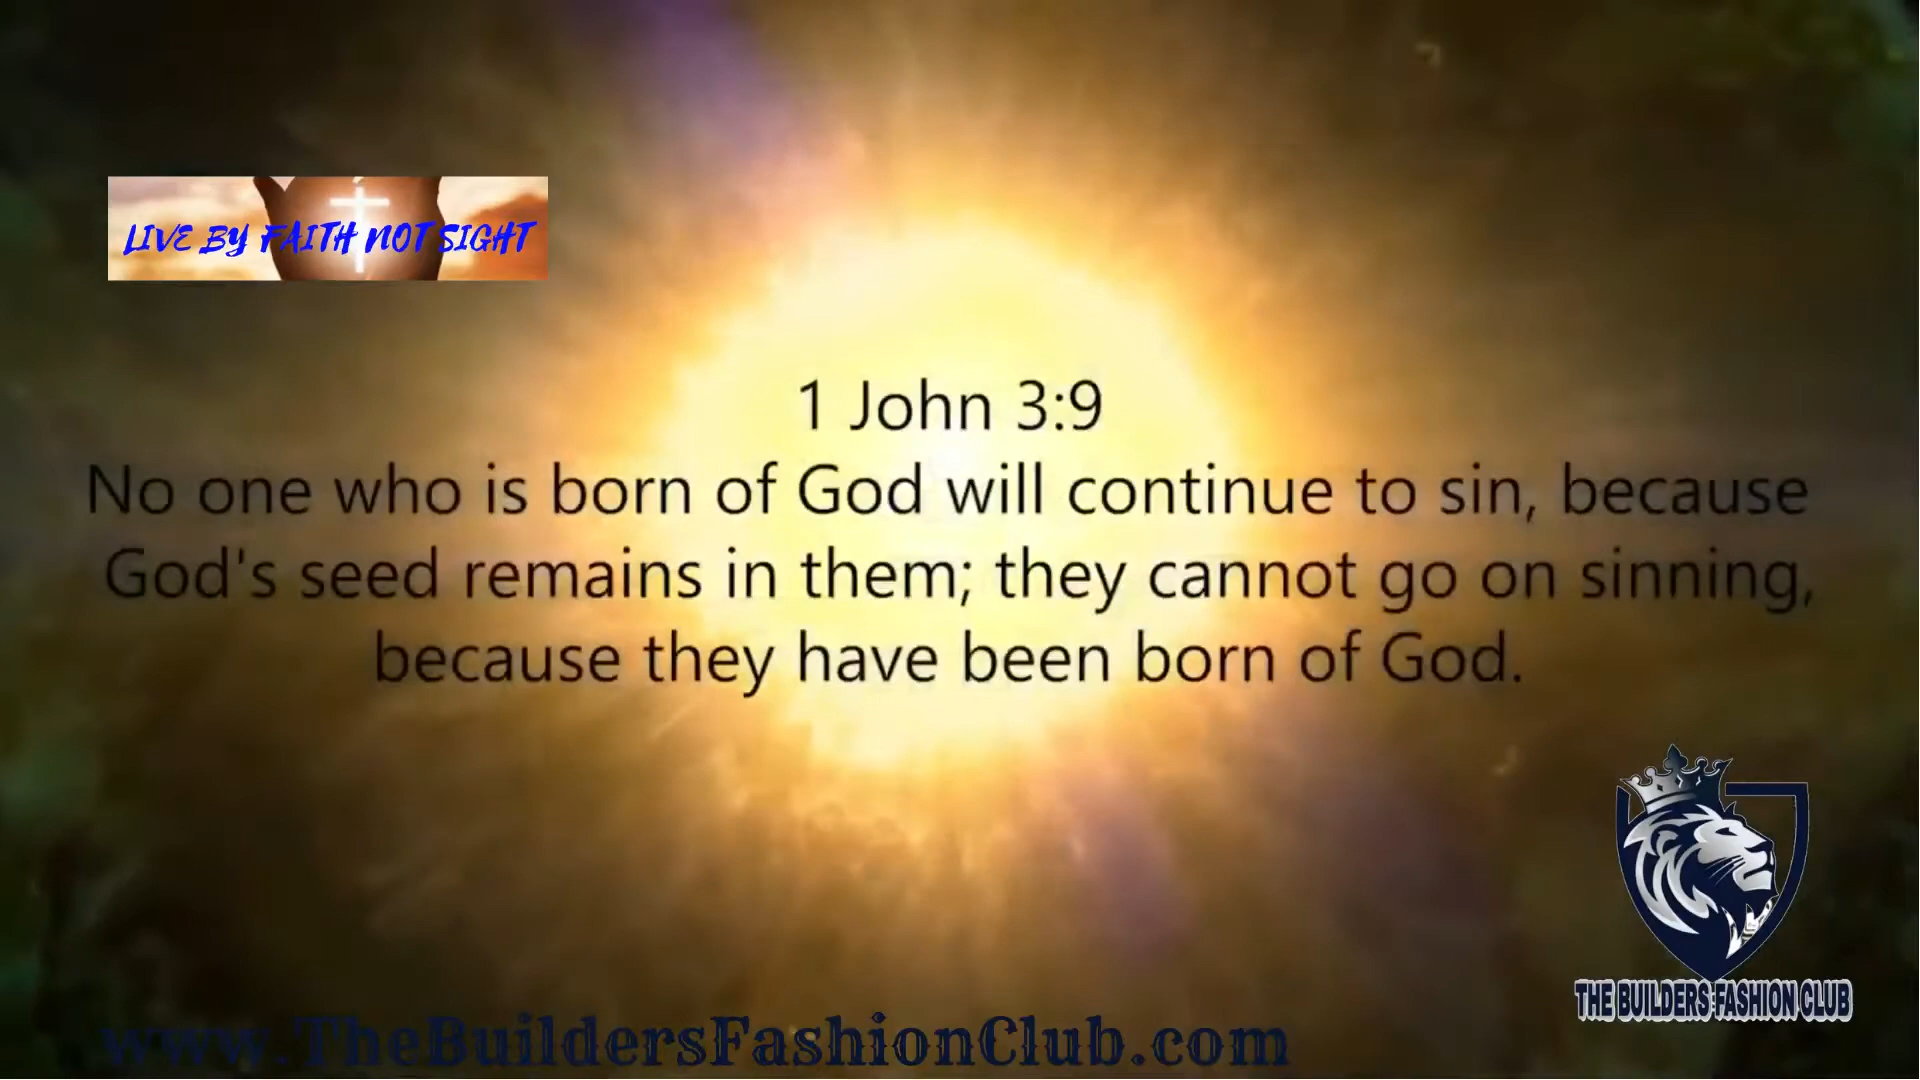 LIVE BY FAITH NOT SIGHT
1 John 3:9
No one who is born of God will continue to sin, because
God's seed remains in them; they cannot go on sinning,
because they have been born of God.
THE BUILDERS FASHION CLUB
www.TheBuildersFashionClub.com